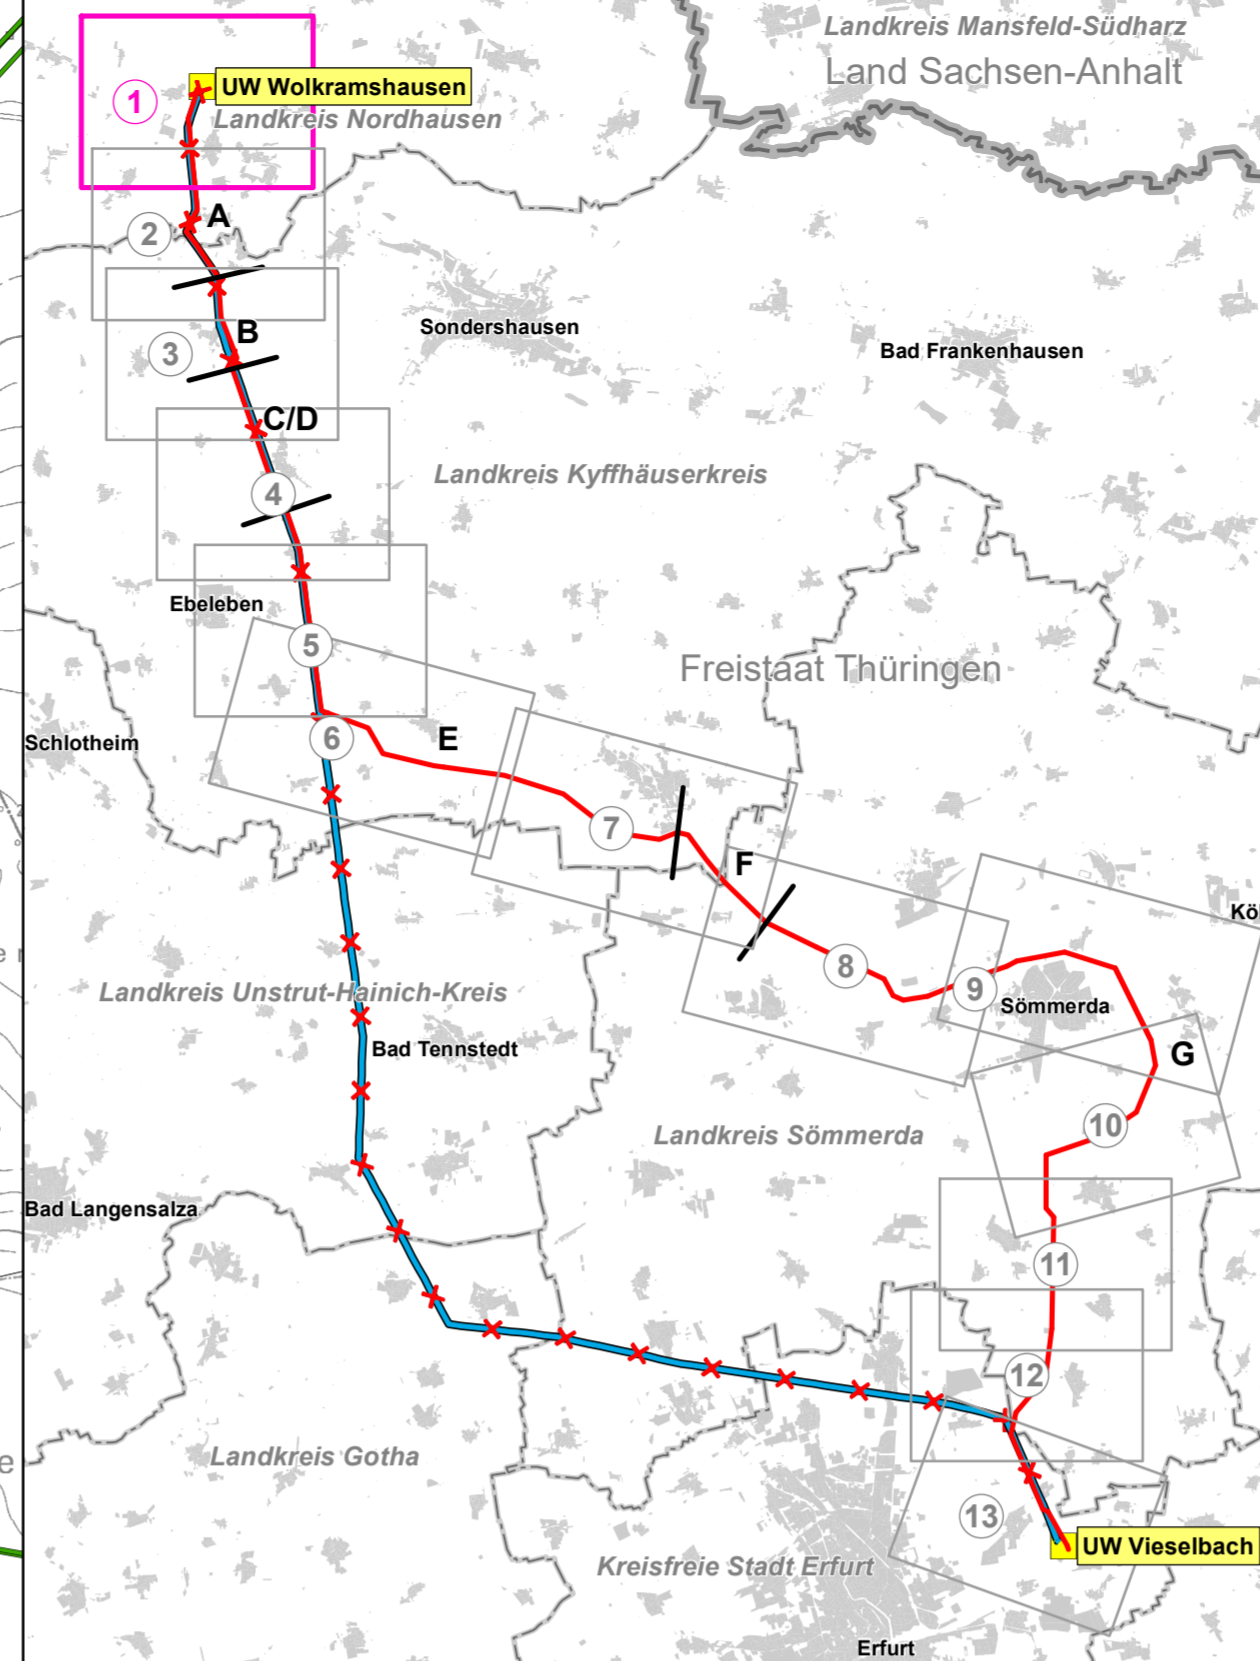 Landkreis Mansfeld-Südharz
Land Sachsen-Anhalt
UW Wolkramshausen
1
Landkreis Nordhausen
A
2
Sondershausen
B
Bad Frankenhausen
3
C/D
Landkreis Kyffhäuserkreis
4
Ebeleben
5
Freistaat Thüringen
Schlotheim
6
E
7
F
Kö
8
9
Landkreis Unstrut-Hainich-Kreis
Sömmerda
Bad Tennstedt
G
10
Landkreis Sömmerda
Bad Langensalza
11
12
Landkreis Gotha
e
13
UW Vieselbach
Kreisfreie Stadt Erfurt
Erfurt